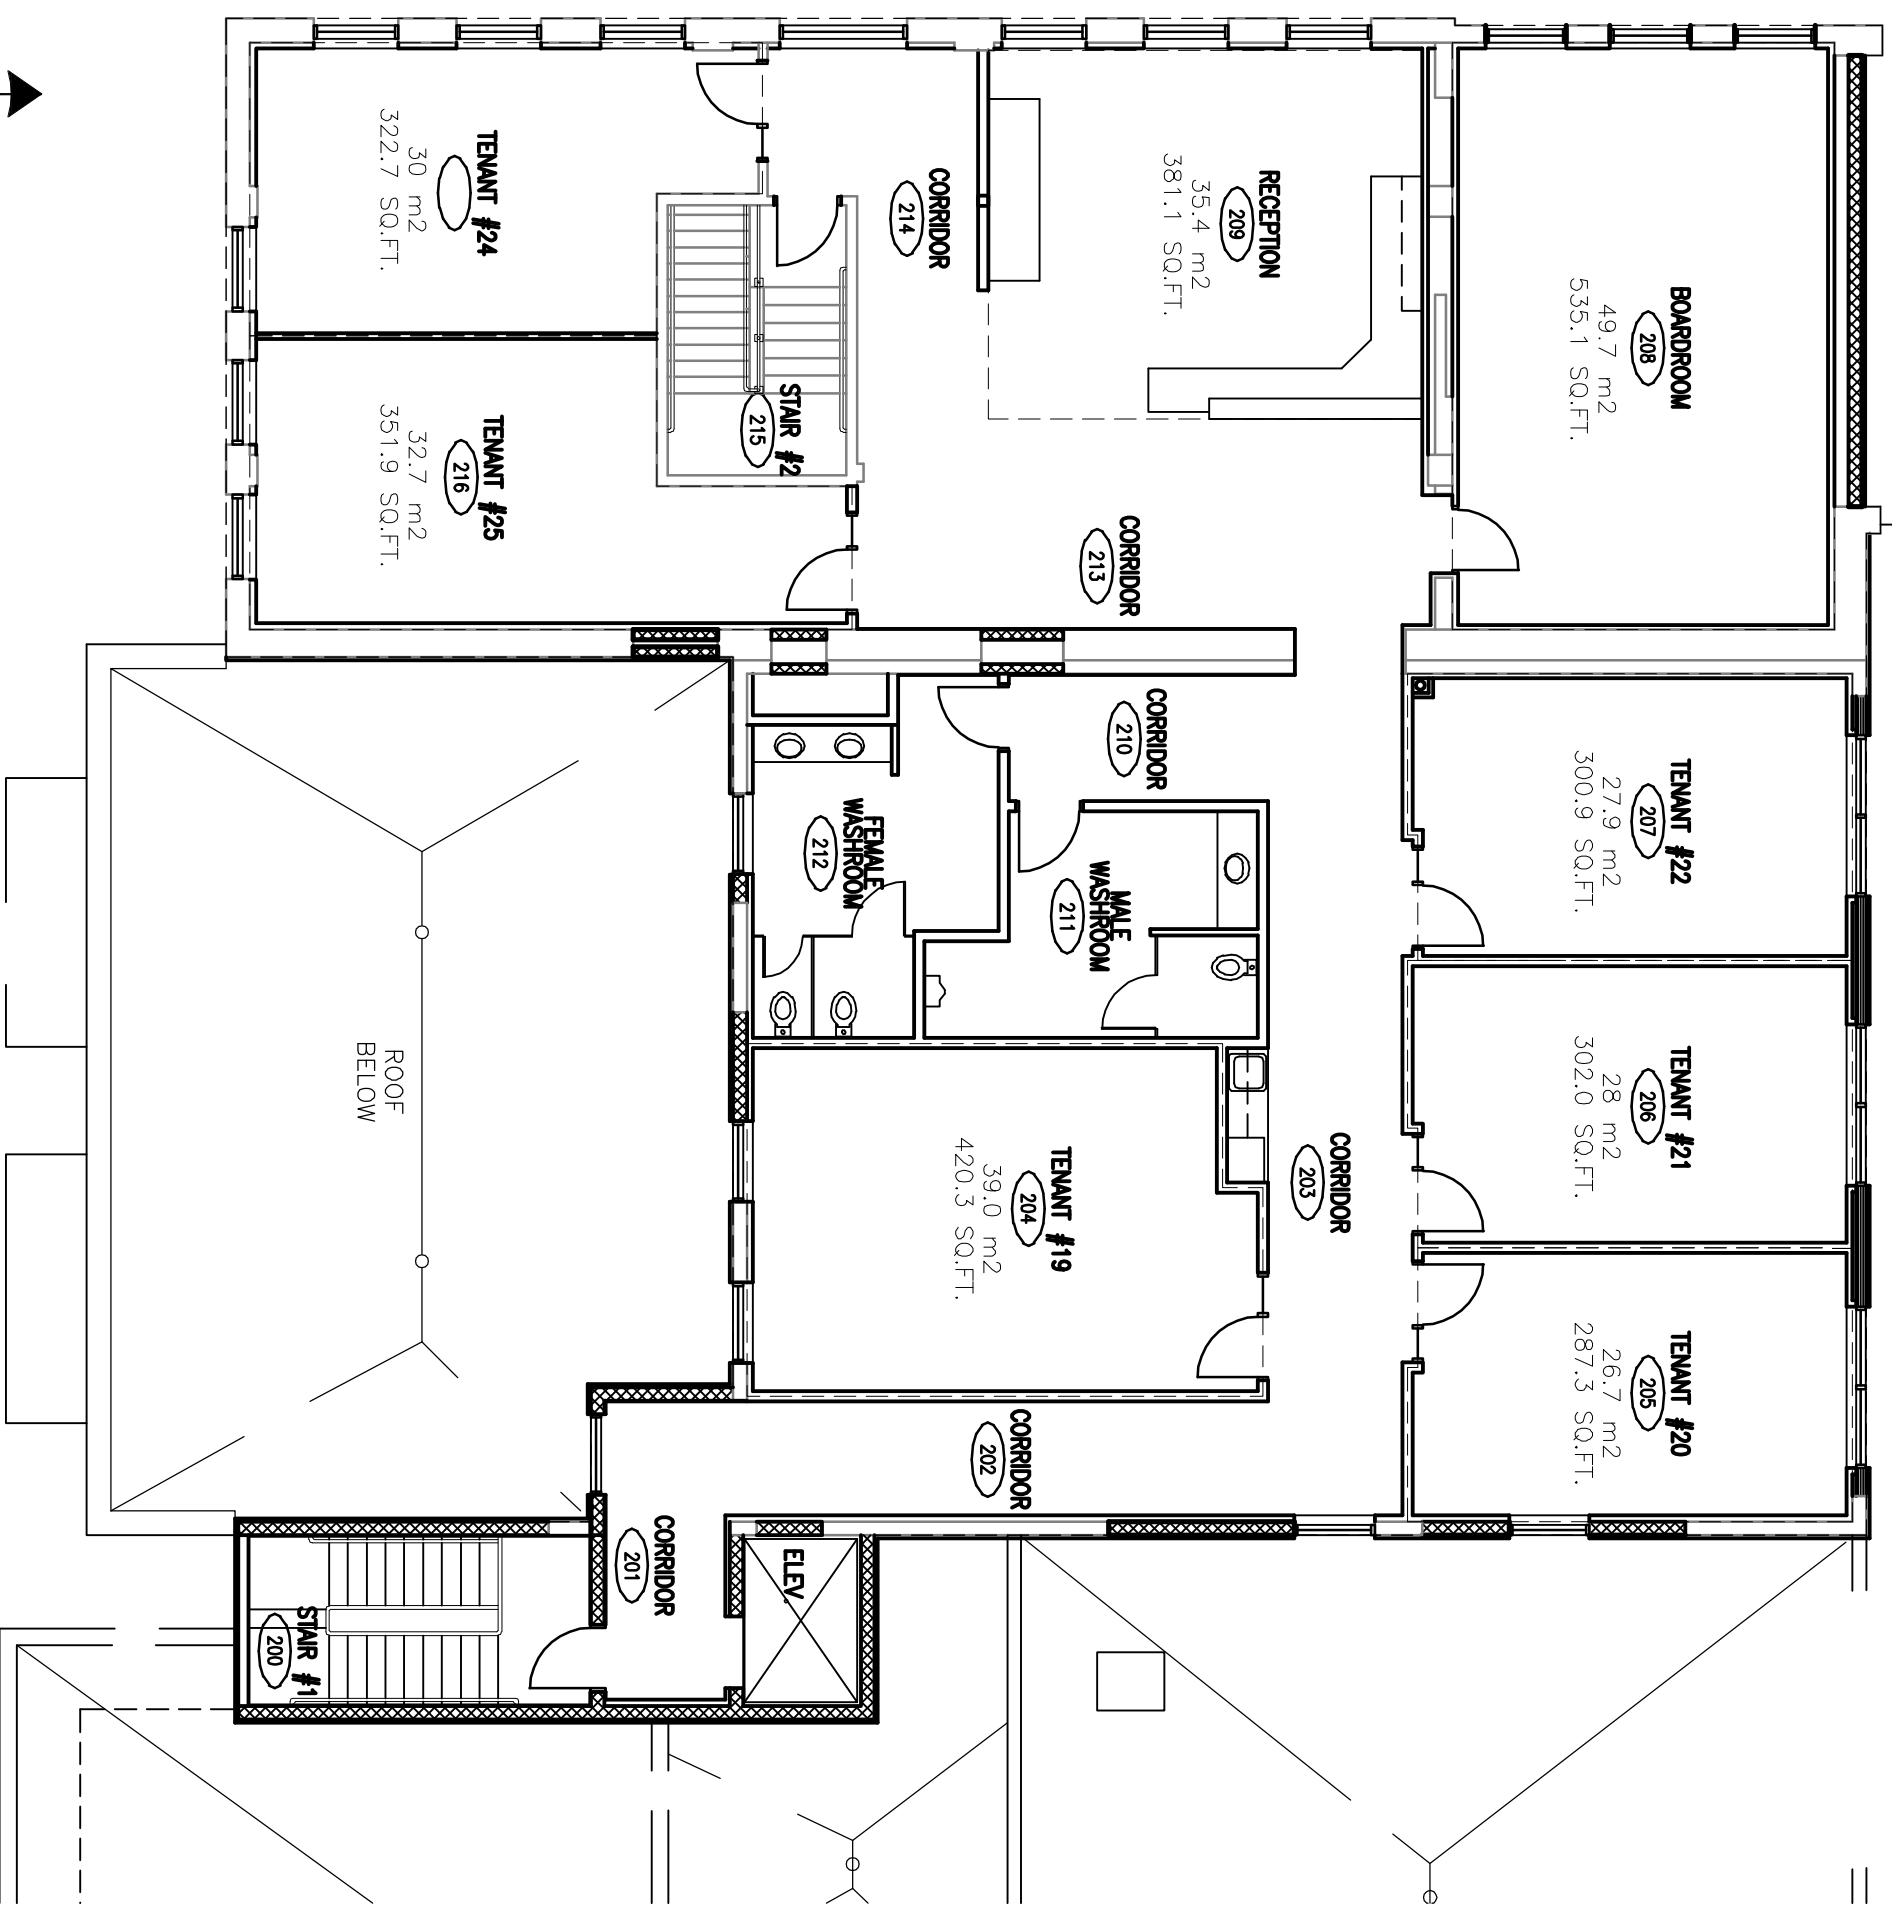 BOARDROOM
208
49.7 m2
535.1 SQ.FT.
TENANT #22
207
27.9 m2
300.9 SQ.FT.
TENANT #21
206
28 m2
302.0 SQ.FT.
TENANT #20
205
26.7 m2
287.3 SQ.FT.
RECEPTION
209
35.4 m2
381.1 SQ.FT.
CORRIDOR
213
CORRIDOR
210
CORRIDOR
203
MALE
WASHROOM
211
TENANT #19
204
39.0 m2
420.3 SQ.FT.
CORRIDOR
202
CORRIDOR
214
FEMALE
WASHROOM
212
STAIR #2
215
ELEV.
CORRIDOR
201
TENANT #24
30 m2
322.7 SQ.FT.
TENANT #25
216
32.7 m2
351.9 SQ.FT.
ROOF
BELOW
STAIR #1
200